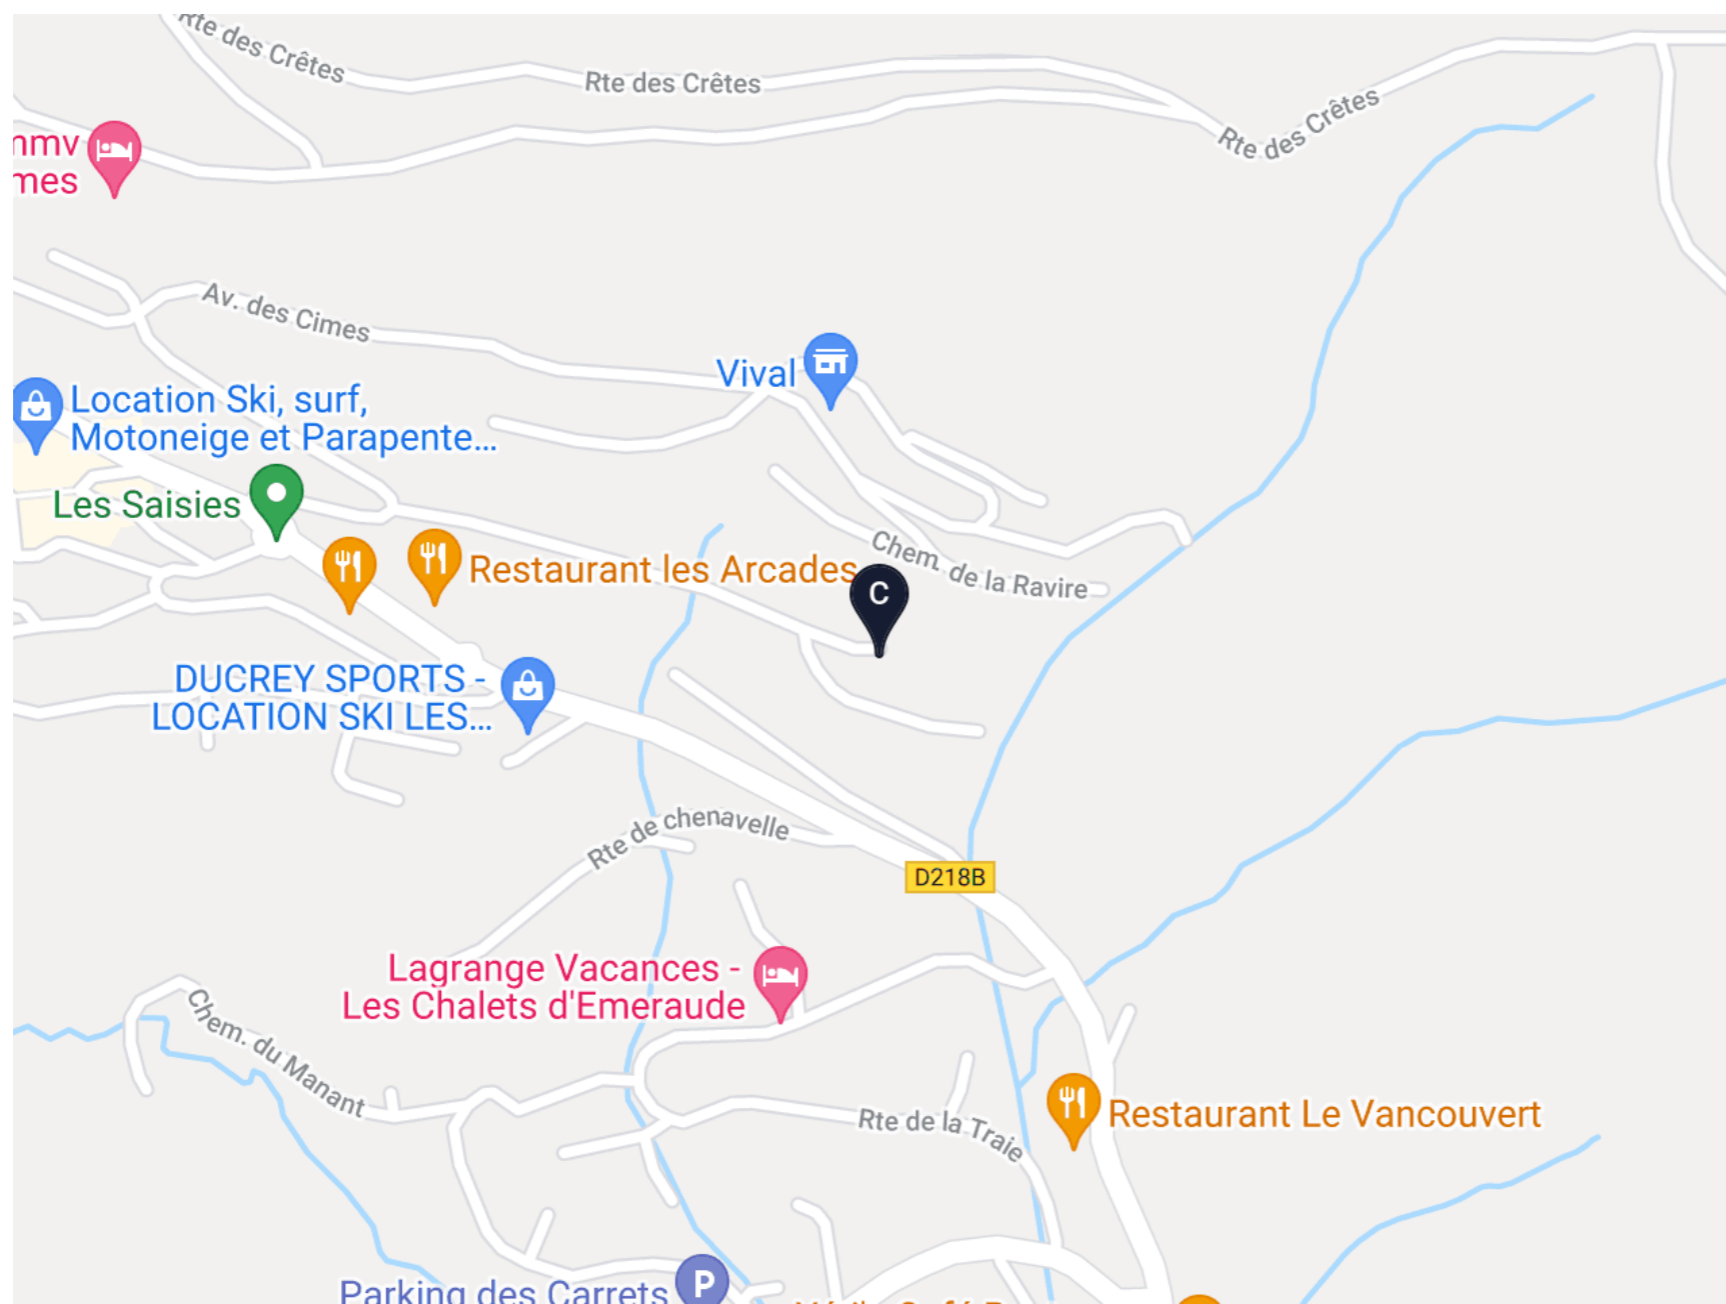 Rte des Crêtes
Rte des Crêtes
Rte des Crêtes
mmv
mes
Av. des Cimes
Vival
Location Ski, surf,
Motoneige et Parapente...
Les Saisies
Restaurant les Arcades
Chem. de la Ravire
C
DUCREY SPORTS -
LOCATION SKI LES...
Rte de chenavelle
D218B
Lagrange Vacances -
Les Chalets d'Emeraude
Chem. du Manant
Rte de la Traie
Restaurant Le Vancouvert
Parking des Carrets
P